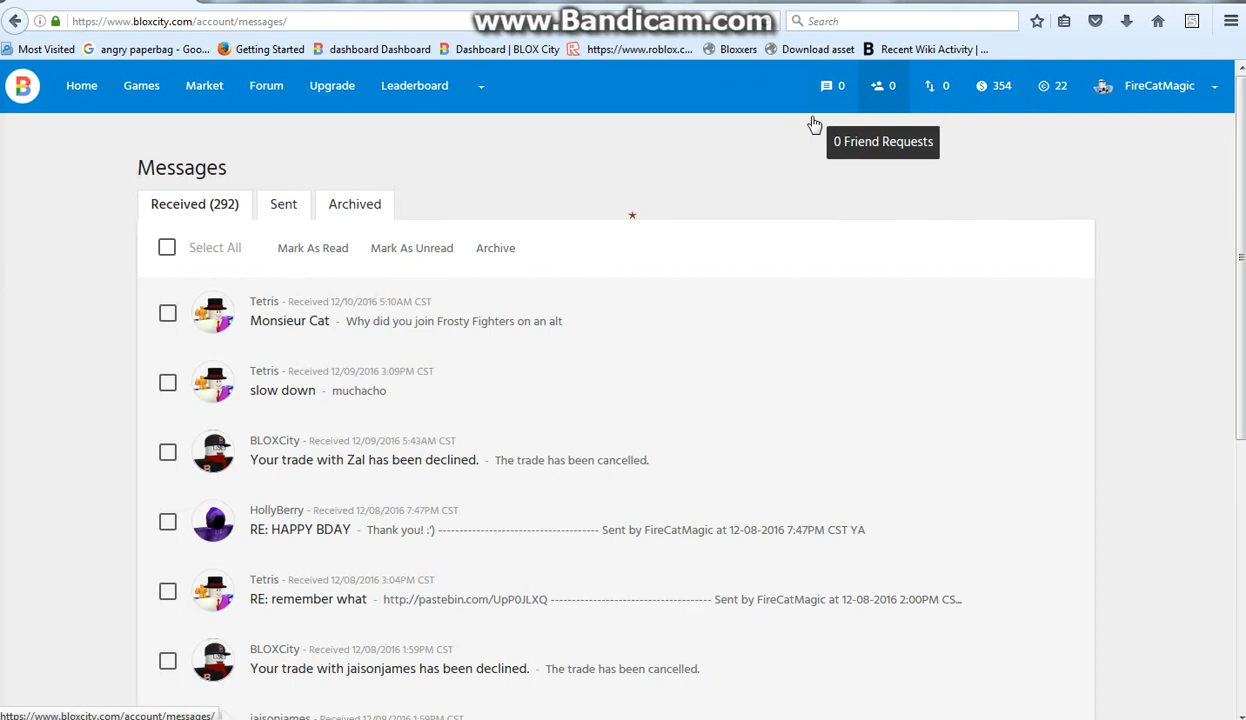 www.Bandicam.com
https://www.bloxcity.com/account/messages/
Search
Most Visited angry paperbag - Goo... Getting Started dashboard Dashboard Dashboard | BLOX City https://www.roblox.c... Bloxers Download asset Recent Wiki Activity | ...
B Home Games Market Forum Upgrade Leaderboard 0 0 0 354 22 FireCatMagic
0 Friend Requests
Messages
Received (292) Sent Archived
Select All Mark As Read Mark As Unread Archive
Tetris - Received 12/10/2016 5:10AM CST
Monsieur Cat - Why did you join Frosty Fighters on an alt
Tetris - Received 12/09/2016 3:09PM CST
slow down - muchacho
BLOXCity - Received 12/09/2016 5:43AM CST
Your trade with Zal has been declined. - The trade has been cancelled.
HollyBerry - Received 12/08/2016 7:47PM CST
RE: HAPPY BDAY - Thank you! :') ------------------------------------ Sent by FireCatMagic at 12-08-2016 7:47PM CST YA
Tetris - Received 12/08/2016 3:04PM CST
RE: remember what - http://pastebin.com/UpP0JLXQ ------------------------------------ Sent by FireCatMagic at 12-08-2016 2:00PM CS...
BLOXCity - Received 12/08/2016 1:59PM CST
Your trade with jaisonjames has been declined. - The trade has been cancelled.
jaisonjames - Received 12/08/2016 1:59PM CST
https://www.bloxcity.com/account/messages/